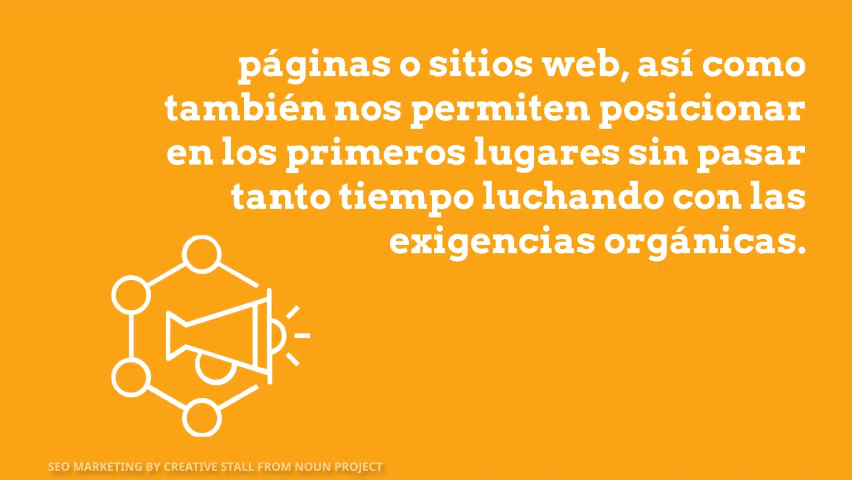 páginas o sitios web, así como
también nos permiten posicionar
en los primeros lugares sin pasar
tanto tiempo luchando con las
exigencias orgánicas.
SEO MARKETING BY CREATIVE STALL FROM NOUN PROJECT